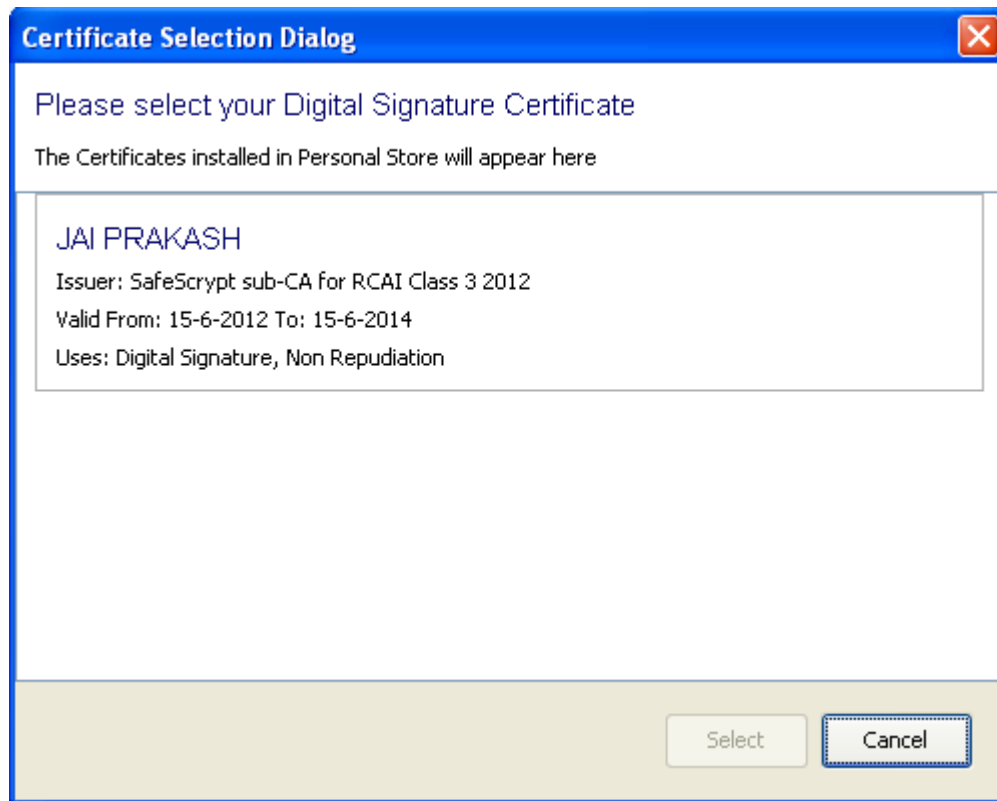 Certificate Selection Dialog
Please select your Digital Signature Certificate
The Certificates installed in Personal Store will appear here
JAI PRAKASH
Issuer: SafeScrypt sub-CA for RCAI Class 3 2012
Valid From: 15-6-2012 To: 15-6-2014
Uses: Digital Signature, Non Repudiation
Select
Cancel